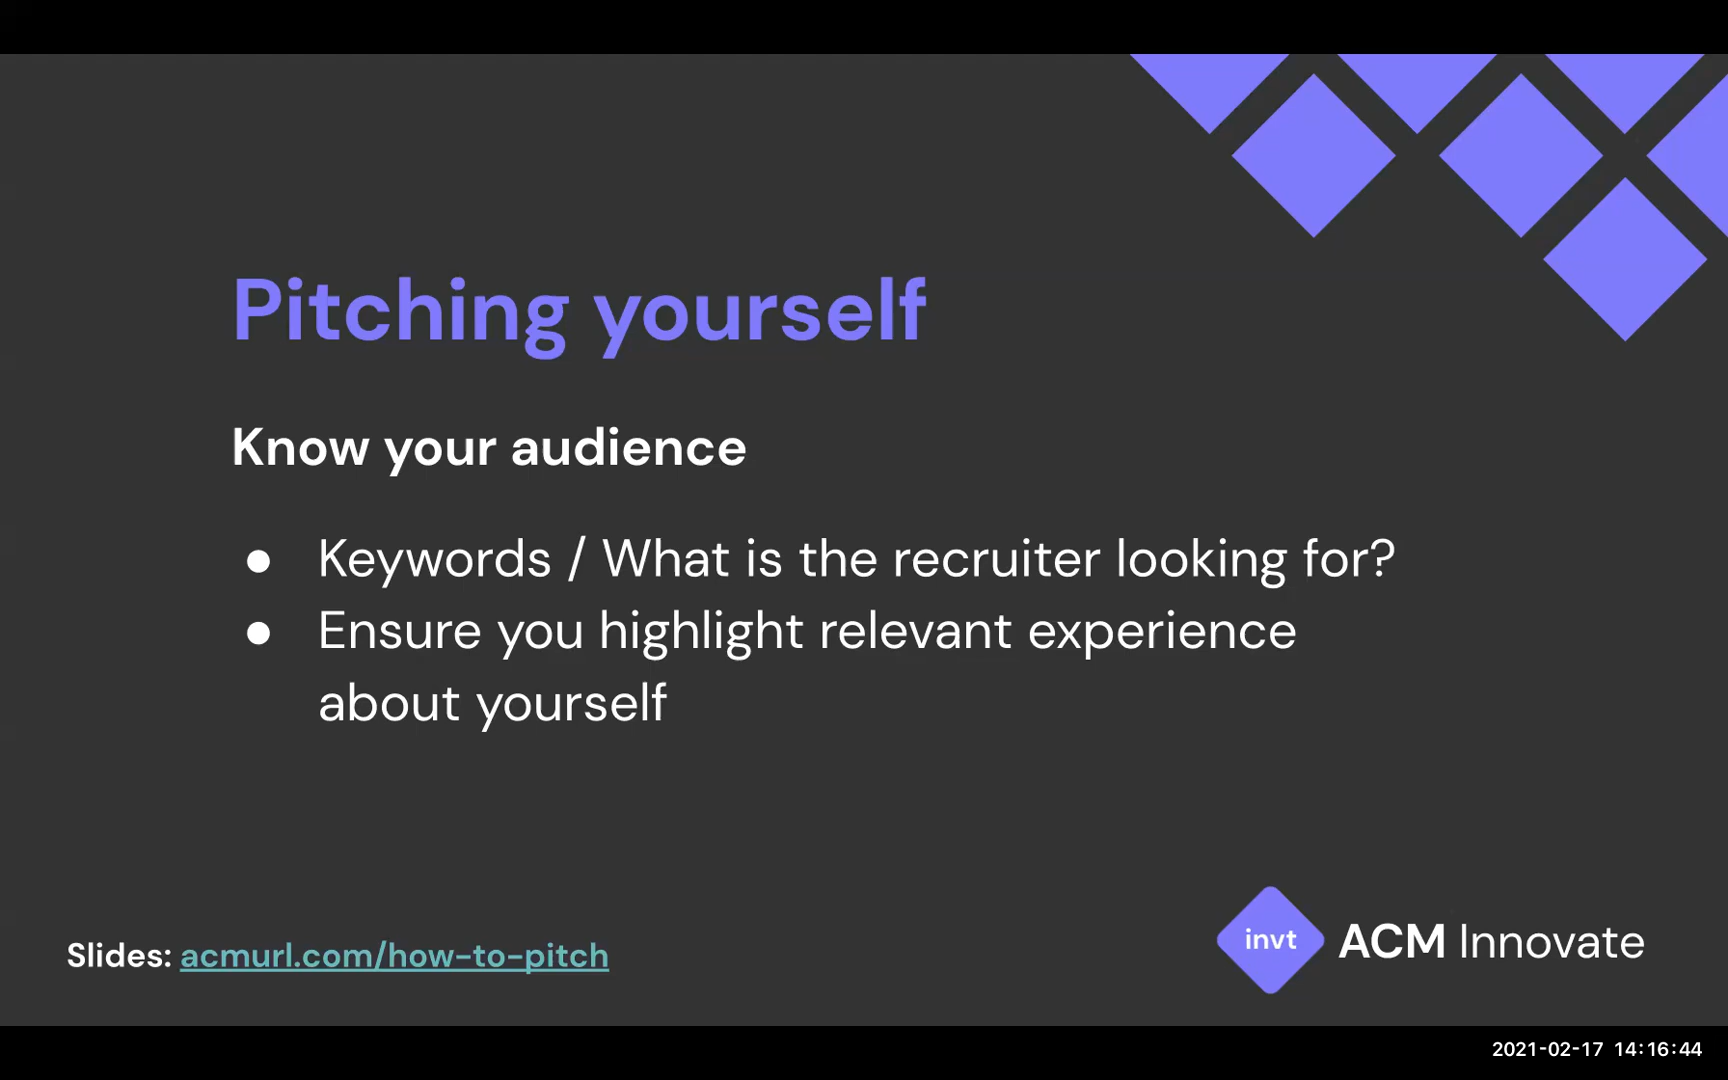 Pitching yourself
Know your audience
● Keywords / What is the recruiter looking for?
● Ensure you highlight relevant experience
about yourself
Slides: acmurl.com/how-to-pitch
invt ACM Innovate
2021-02-17 14:16:44